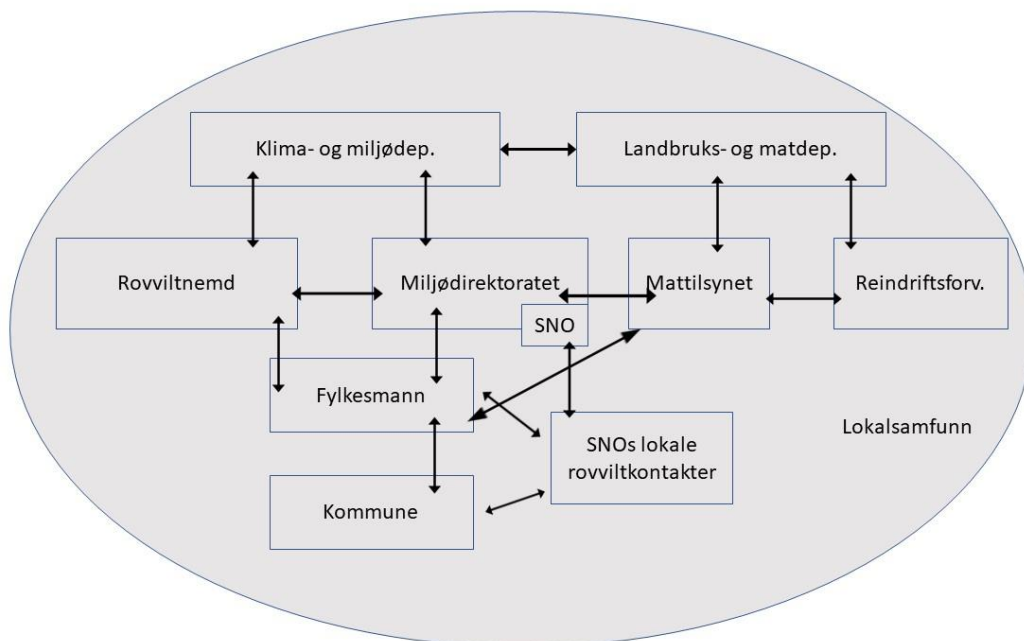 Klima- og miljødep.
Landbruks- og matdep.
Rovviltnemd
Miljødirektoratet
Mattilsynet
Reindriftsforv.
SNO
Fylkesmann
Lokalsamfunn
SNOs lokale
rovviltkontakter
Kommune